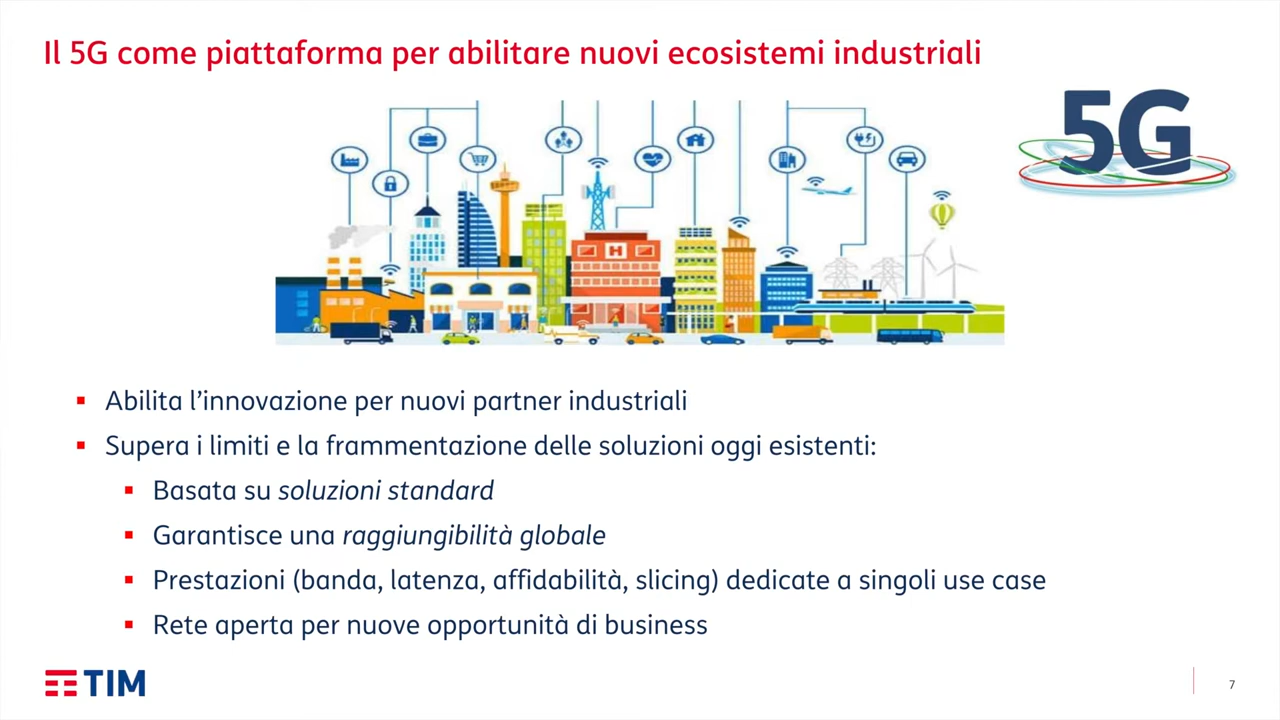 Il 5G come piattaforma per abilitare nuovi ecosistemi industriali
5G
H
Abilita l’innovazione per nuovi partner industriali
Supera i limiti e la frammentazione delle soluzioni oggi esistenti:
Basata su soluzioni standard
Garantisce una raggiungibilità globale
Prestazioni (banda, latenza, affidabilità, slicing) dedicate a singoli use case
Rete aperta per nuove opportunità di business
TIM
7